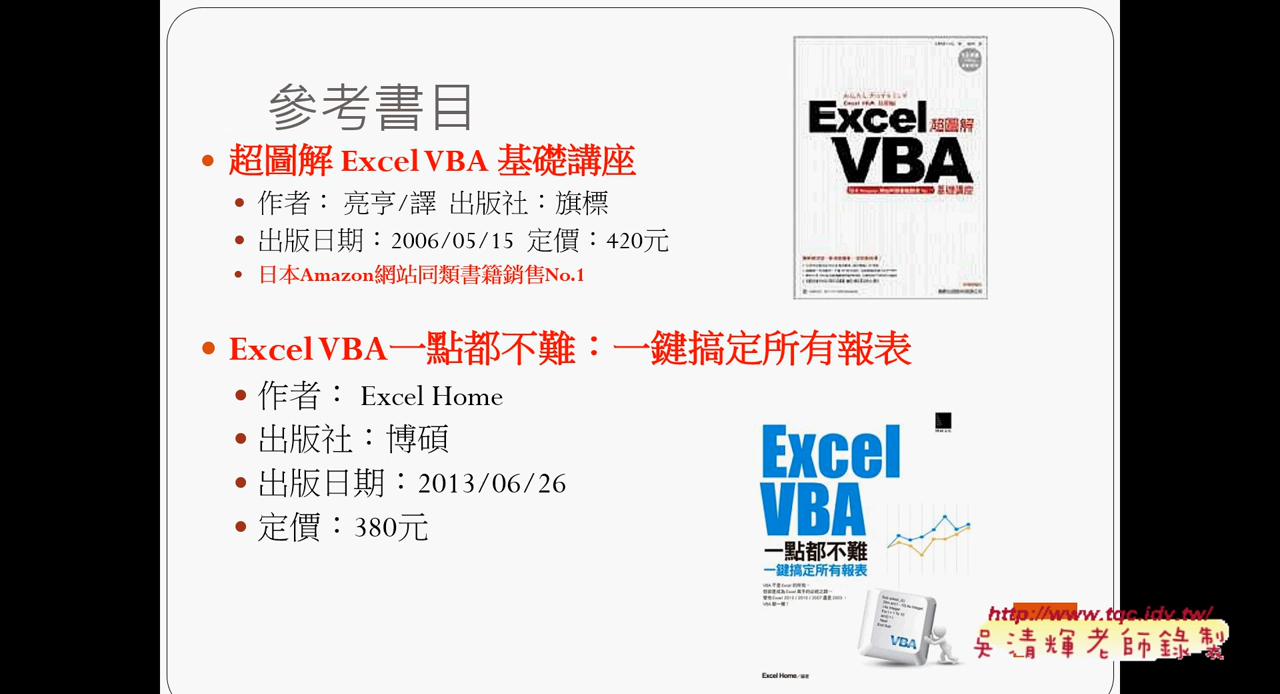 參考書目
超圖解 Excel VBA 基礎講座
作者： 亮亨/譯 出版社：旗標
出版日期：2006/05/15 定價：420元
日本Amazon網站同類書籍銷售No.1
Excel VBA一點都不難：一鍵搞定所有報表
作者： Excel Home
出版社：博碩
出版日期：2013/06/26
定價：380元
Excel 超圖解
VBA
基礎講座
Excel
VBA
一點都不難
一鍵搞定所有報表
VBA
Excel Home／編著
http://www.tqc.idv.tw/
吳清輝老師錄製